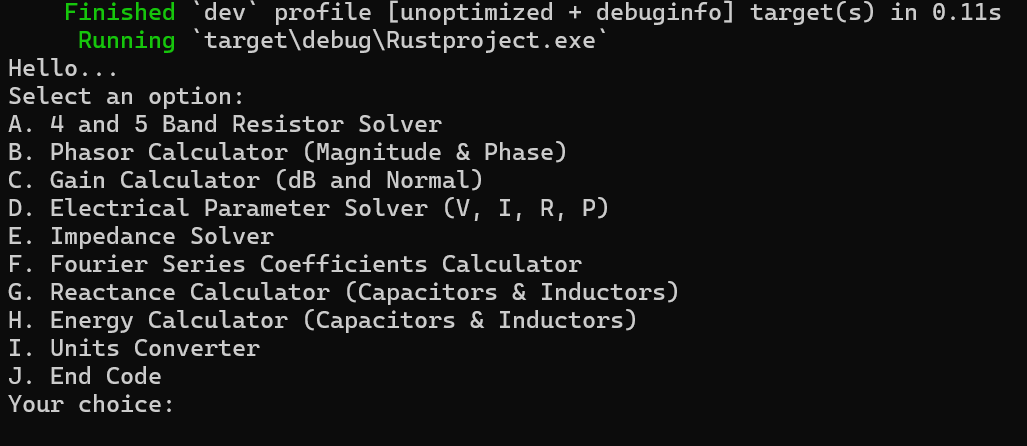 Finished `dev` profile [unoptimized + debuginfo] target(s) in 0.11s
Running `target\debug\Rustproject.exe`
Hello...
Select an option:
A. 4 and 5 Band Resistor Solver
B. Phasor Calculator (Magnitude & Phase)
C. Gain Calculator (dB and Normal)
D. Electrical Parameter Solver (V, I, R, P)
E. Impedance Solver
F. Fourier Series Coefficients Calculator
G. Reactance Calculator (Capacitors & Inductors)
H. Energy Calculator (Capacitors & Inductors)
I. Units Converter
J. End Code
Your choice: